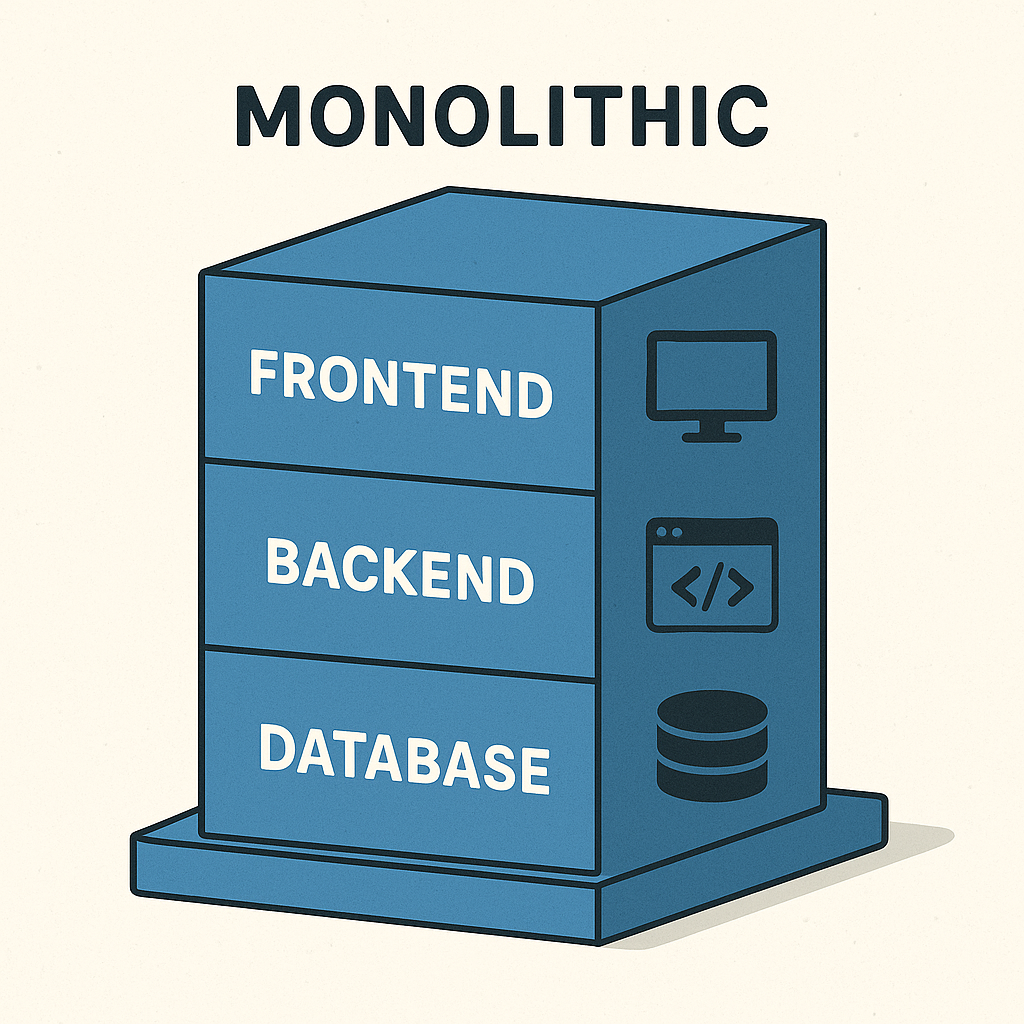 MONOLITHIC
FRONTEND
BACKEND
</>
DATABASE